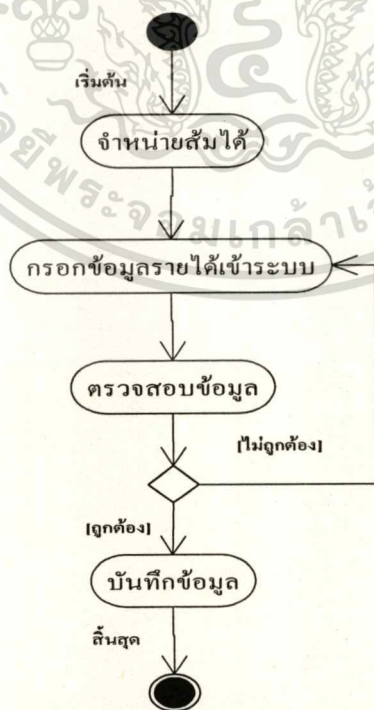 เริ่มต้น
จำหน่ายส้มได้
กรอกข้อมูลรายได้เข้าระบบ
ตรวจสอบข้อมูล
[ไม่ถูกต้อง]
[ถูกต้อง]
บันทึกข้อมูล
สิ้นสุด